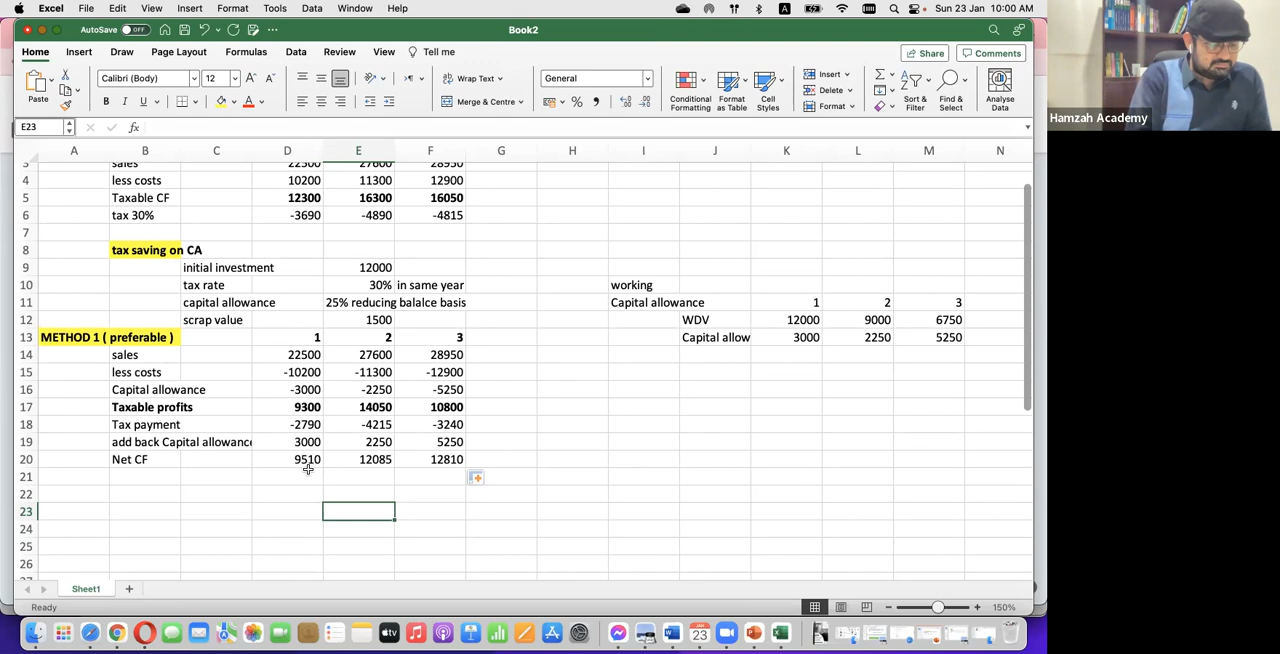 Excel File Edit View Insert Format Tools Data Window Help Sun 23 Jan 10:00 AM
AutoSave OFF Book2
Home Insert Draw Page Layout Formulas Data Review View Tell me Share Comments
Paste Calibri (Body) 12 Wrap Text General Conditional Formatting Format as Table Cell Styles Insert Sort & Filter Find & Select Analyse Data
B I U Merge & Centre Delete Format
E23 fx
A B C D E F G H I J K L M N
3 sales 22500 27600 28950
4 less costs 10200 11300 12900
5 Taxable CF 12300 16300 16050
6 tax 30% -3690 -4890 -4815
7
8 tax saving on CA
9 initial investment 12000
10 tax rate 30% in same year working
11 capital allowance 25% reducing balalce basis Capital allowance 1 2 3
12 scrap value 1500 WDV 12000 9000 6750
13 METHOD 1 ( preferable ) 1 2 3 Capital allow 3000 2250 5250
14 sales 22500 27600 28950
15 less costs -10200 -11300 -12900
16 Capital allowance -3000 -2250 -5250
17 Taxable profits 9300 14050 10800
18 Tax payment -2790 -4215 -3240
19 add back Capital allowance 3000 2250 5250
20 Net CF 9510 12085 12810
21
22
23
24
25
26
27
Sheet1
Ready 150%
Hamzah Academy